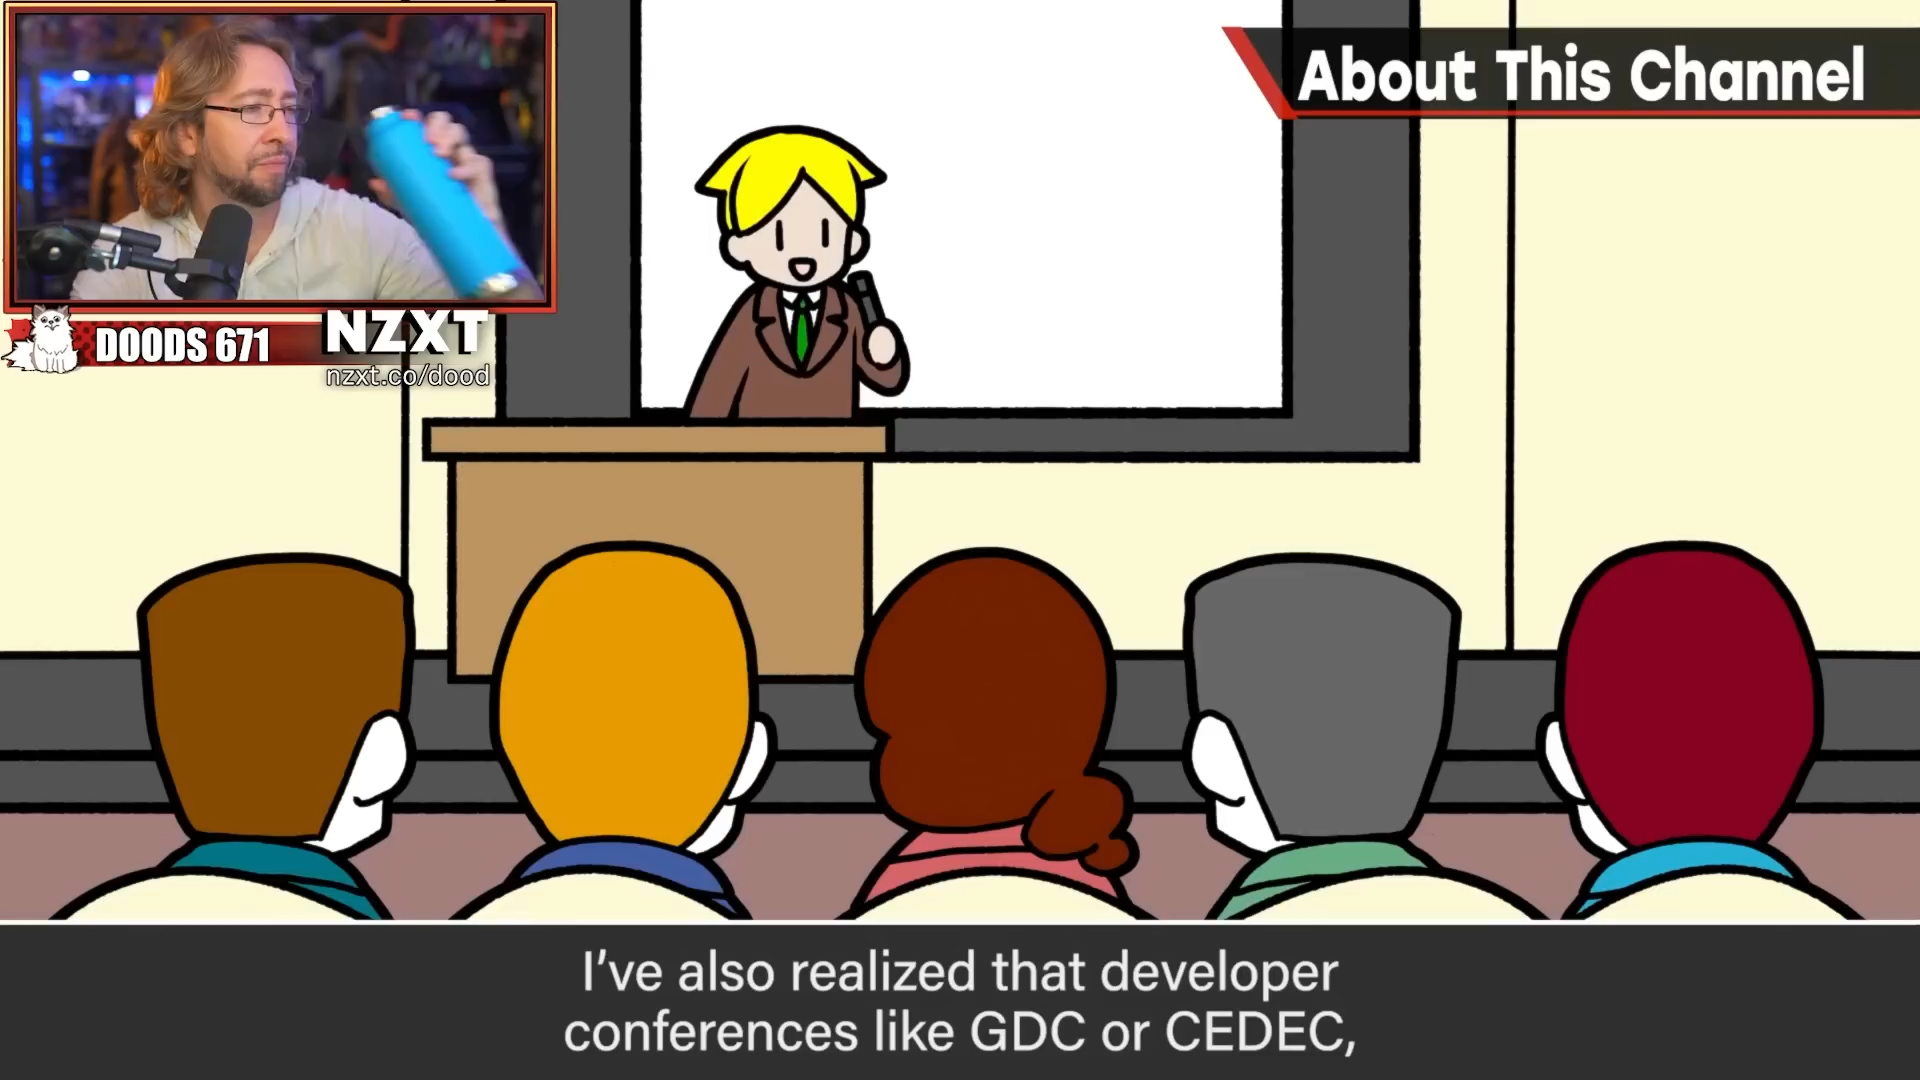 About This Channel
DOODS 671
NZXT
nzxt.co/dood
I've also realized that developer
conferences like GDC or CEDEC,